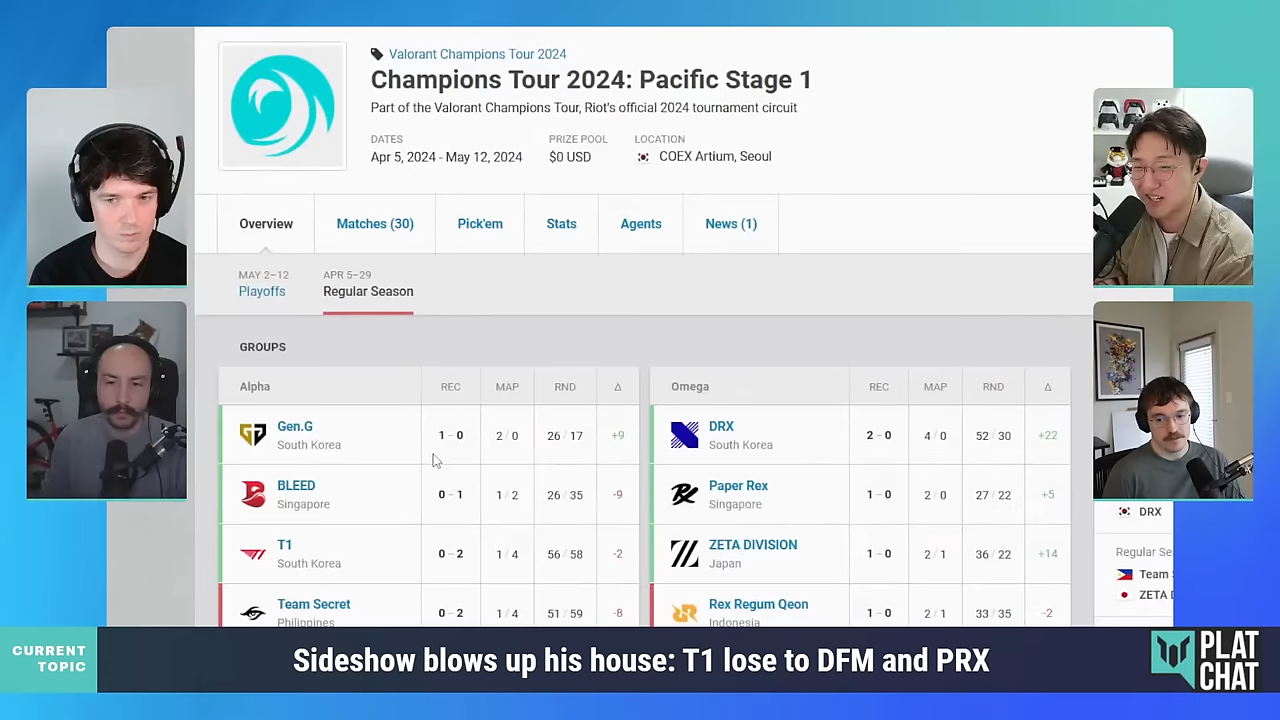 Valorant Champions Tour 2024
Champions Tour 2024: Pacific Stage 1
Part of the Valorant Champions Tour, Riot's official 2024 tournament circuit
DATES
Apr 5, 2024 - May 12, 2024
PRIZE POOL
$0 USD
LOCATION
COEX Artium, Seoul
Overview
Matches (30)
Pick'em
Stats
Agents
News (1)
MAY 2–12
Playoffs
APR 5–29
Regular Season
GROUPS
Alpha REC MAP RND Δ
Gen.G
South Korea
1 – 0 2 / 0 26 / 17 +9
BLEED
Singapore
0 – 1 1 / 2 26 / 35 -9
T1
South Korea
0 – 2 1 / 4 56 / 58 -2
Team Secret
Philippines
0 – 2 1 / 4 51 / 59 -8
Omega REC MAP RND Δ
DRX
South Korea
2 – 0 4 / 0 52 / 30 +22
Paper Rex
Singapore
1 – 0 2 / 0 27 / 22 +5
ZETA DIVISION
Japan
1 – 0 2 / 1 36 / 22 +14
Rex Regum Qeon
Indonesia
1 – 0 2 / 1 33 / 35 -2
DRX
Regular Se
Team
ZETA
CURRENT
TOPIC
Sideshow blows up his house: T1 lose to DFM and PRX
PLAT
CHAT